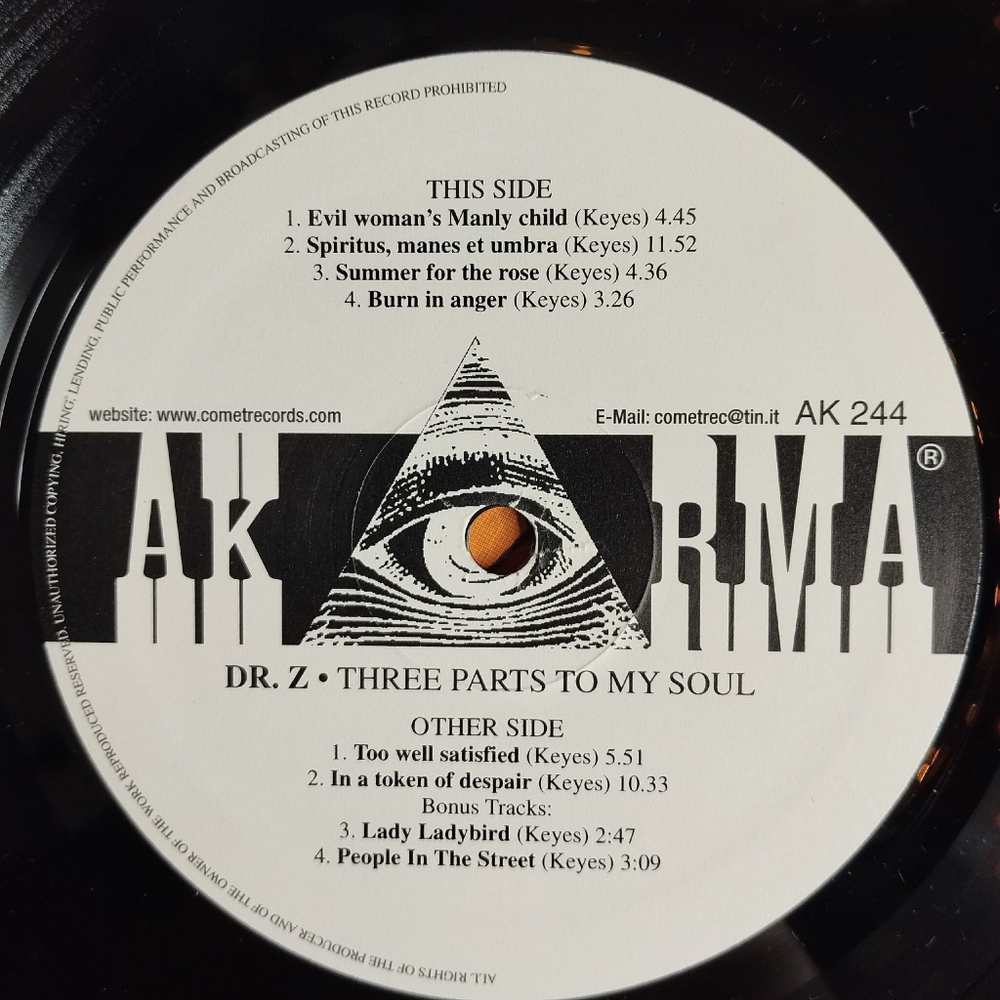 ALL RIGHTS OF THE PRODUCER AND OF THE OWNER OF THE WORK REPRODUCED RESERVED. UNAUTHORIZED COPYING, HIRING, LENDING, PUBLIC PERFORMANCE AND BROADCASTING OF THIS RECORD PROHIBITED
THIS SIDE
1. Evil woman's Manly child (Keyes) 4.45
2. Spiritus, manes et umbra (Keyes) 11.52
3. Summer for the rose (Keyes) 4.36
4. Burn in anger (Keyes) 3.26
website: www.cometrecords.com E-Mail: cometrec@tin.it AK 244
AK RMA ®
DR. Z • THREE PARTS TO MY SOUL
OTHER SIDE
1. Too well satisfied (Keyes) 5.51
2. In a token of despair (Keyes) 10.33
Bonus Tracks:
3. Lady Ladybird (Keyes) 2:47
4. People In The Street (Keyes) 3:09